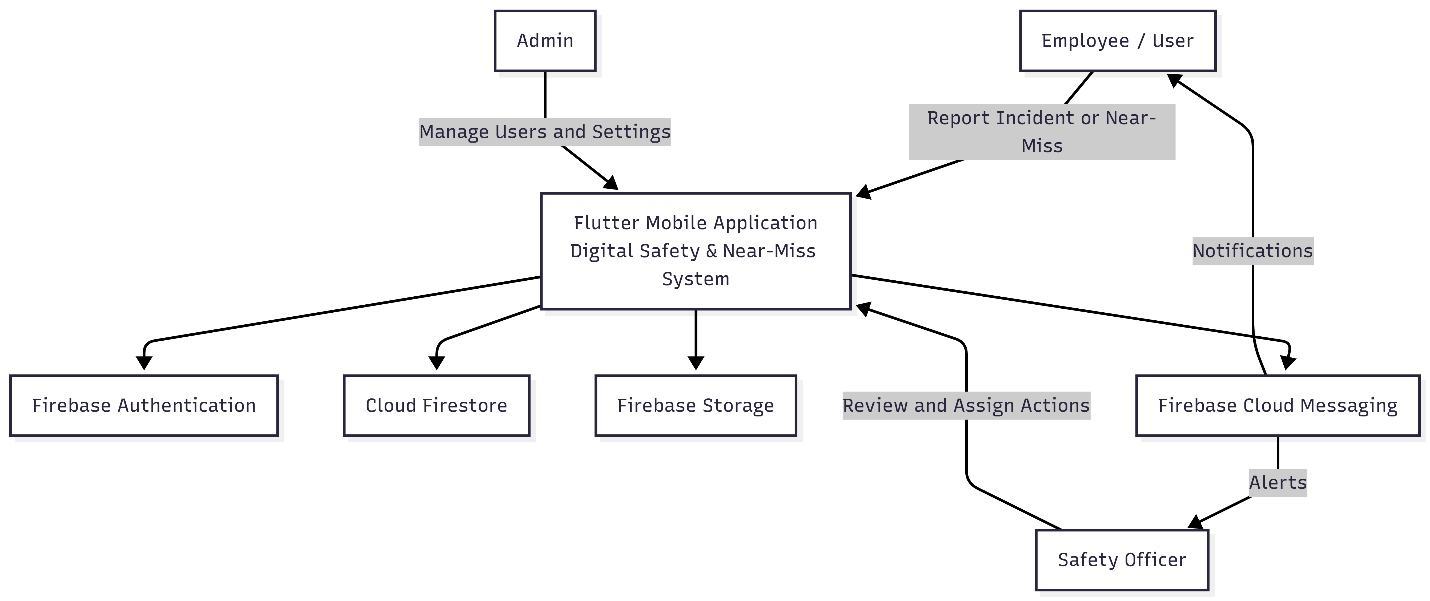 Admin
Employee / User
Manage Users and Settings
Report Incident or Near-
Miss
Flutter Mobile Application
Digital Safety & Near-Miss
System
Notifications
Firebase Authentication
Cloud Firestore
Firebase Storage
Review and Assign Actions
Firebase Cloud Messaging
Alerts
Safety Officer